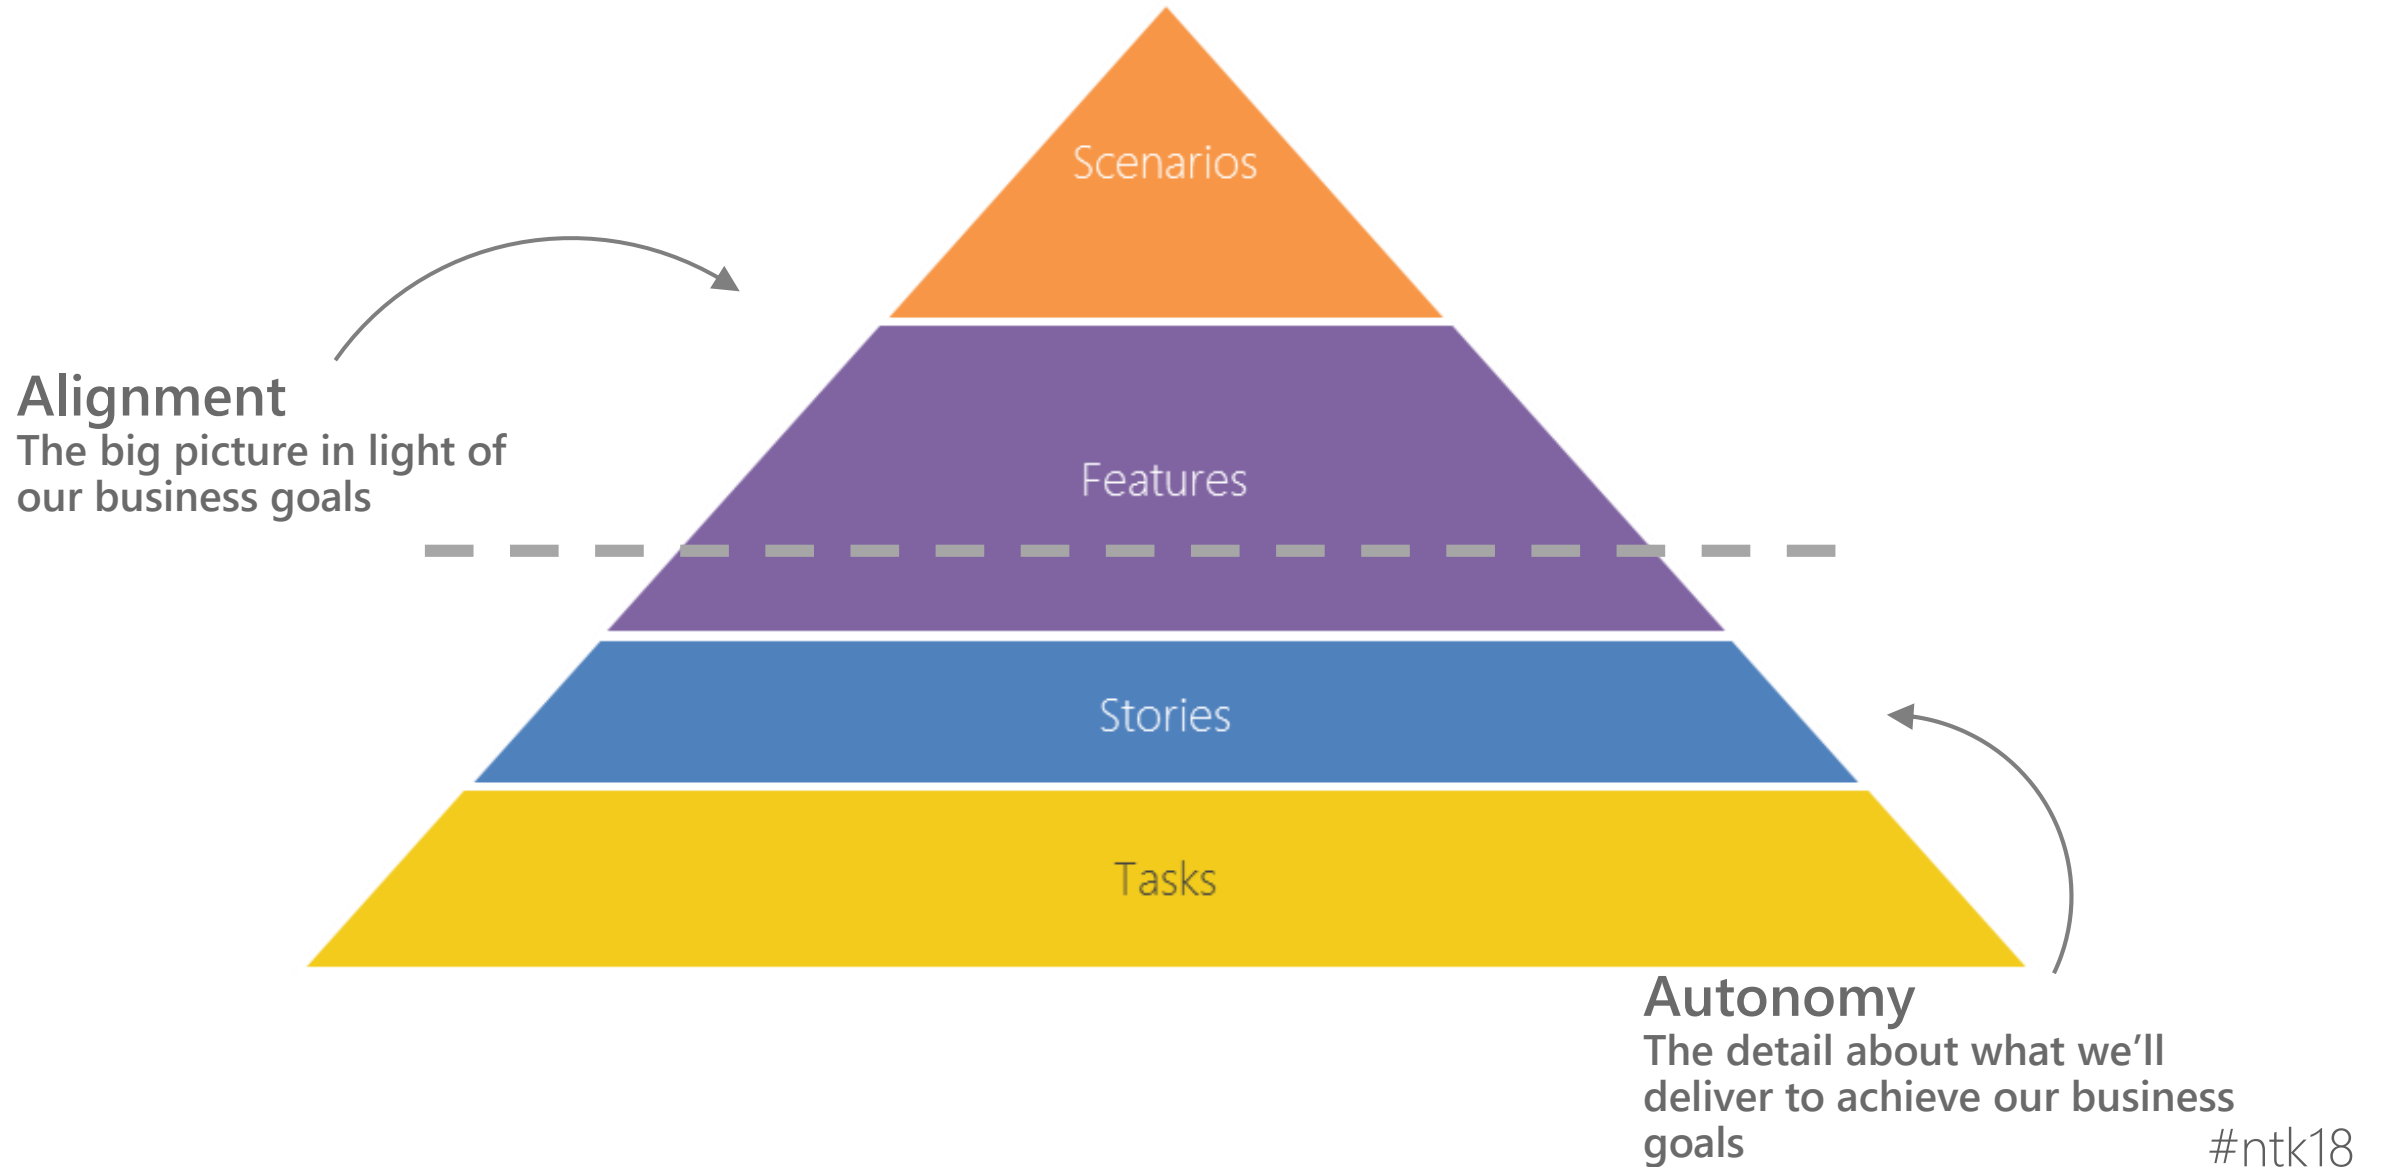 Scenarios
Alignment
The big picture in light of
our business goals
Features
Stories
Tasks
Autonomy
The detail about what we’ll
deliver to achieve our business
goals
#ntk18